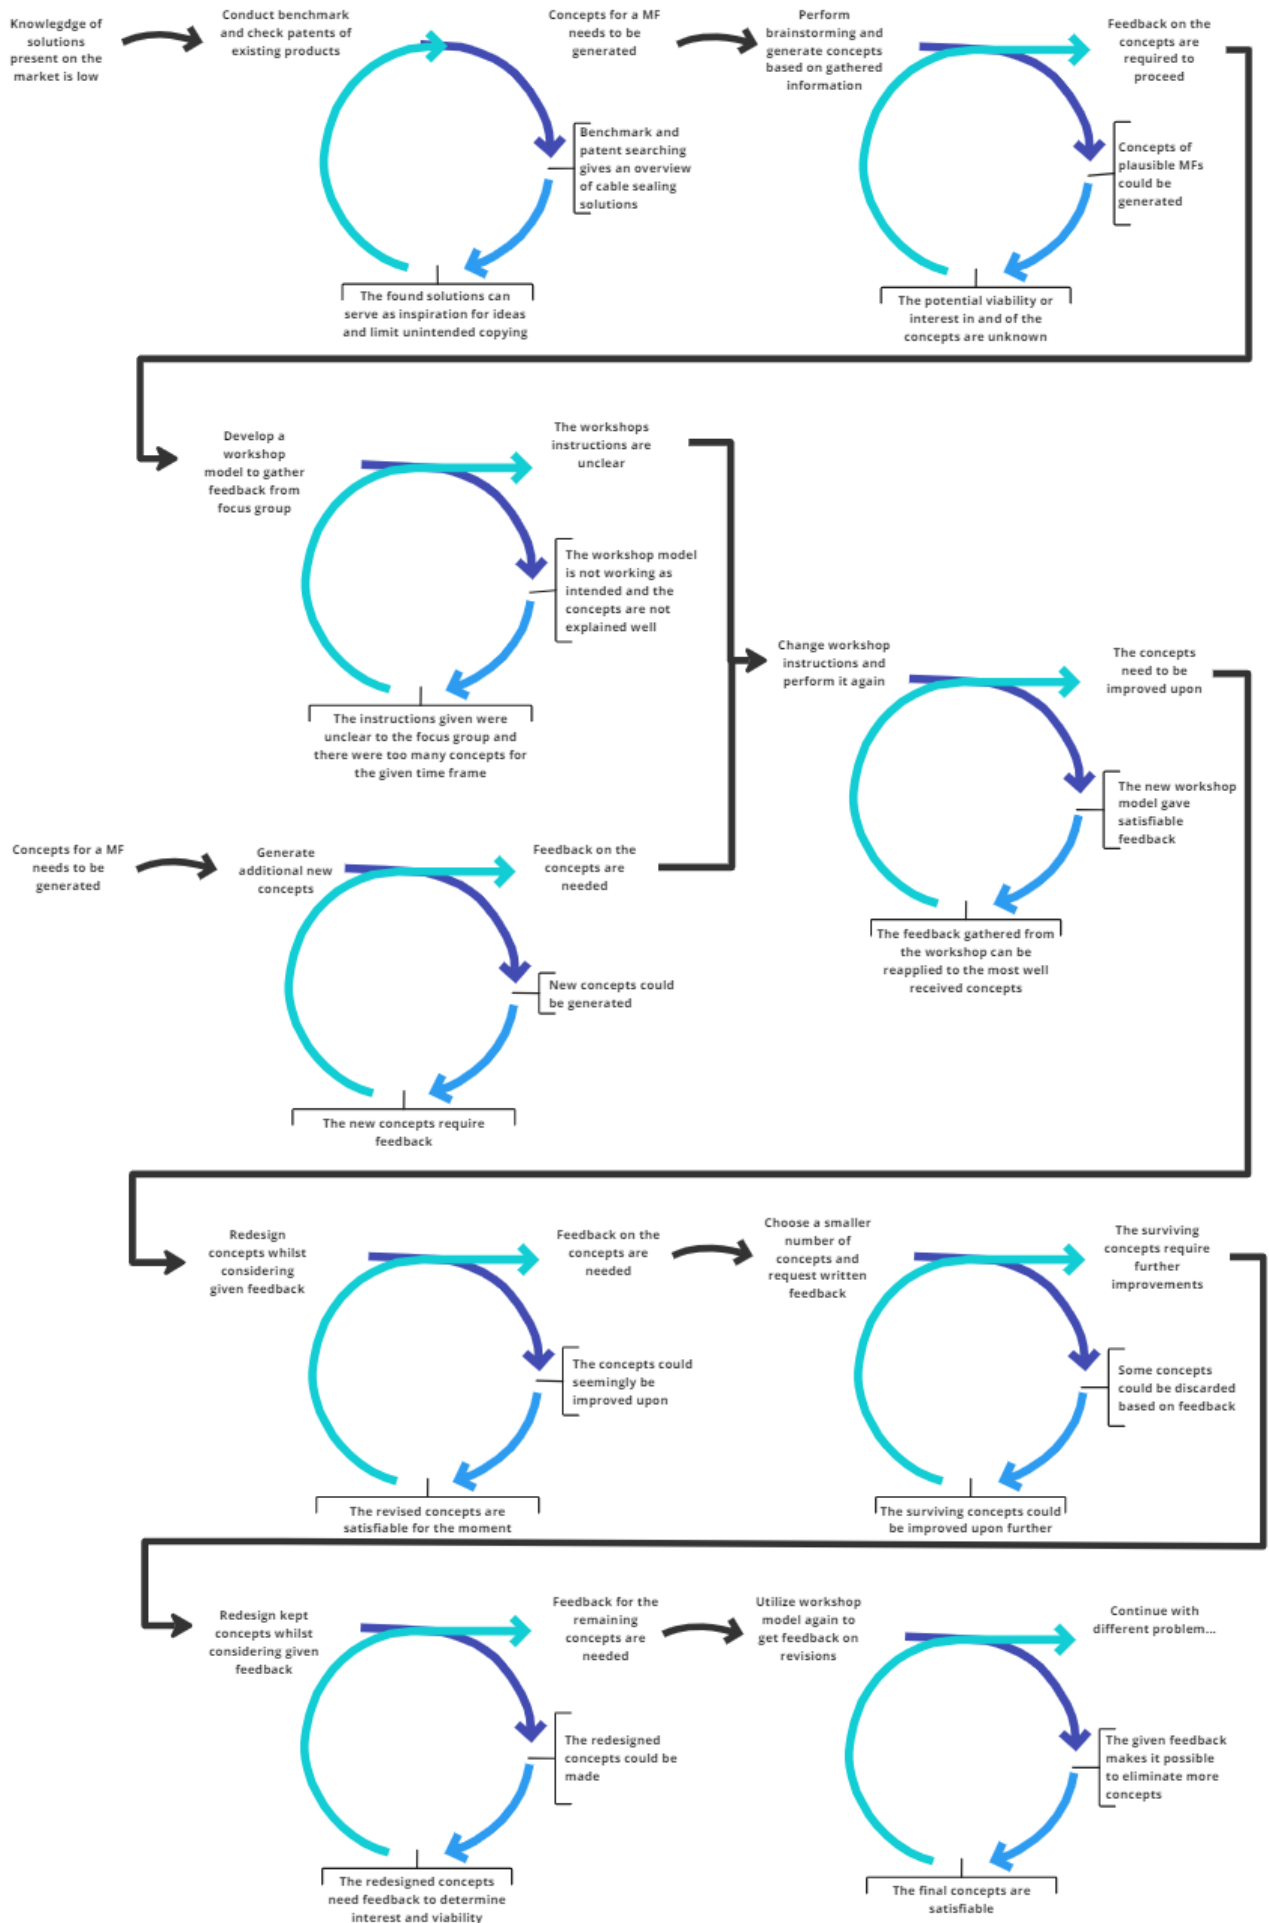 Knowlegdge of
solutions
present on the
market is low
Conduct benchmark
and check patents of
existing products
Concepts for a MF
needs to be
generated
Perform
brainstorming and
generate concepts
based on gathered
information
Feedback on the
concepts are
required to
proceed
Benchmark and
patent searching
gives an overview
of cable sealing
solutions
Concepts of
plausible MFs
could be
generated
The found solutions can
serve as inspiration for ideas
and limit unintended copying
The potential viability or
interest in and of the
concepts are unknown
Develop a
workshop
model to gather
feedback from
focus group
The workshops
instructions are
unclear
The workshop model
is not working as
intended and the
concepts are not
explained well
The instructions given were
unclear to the focus group and
there were too many concepts for
the given time frame
Change workshop
instructions and
perform it again
The concepts
need to be
improved upon
The new workshop
model gave
satisfiable
feedback
The feedback gathered from
the workshop can be
reapplied to the most well
received concepts
Concepts for a MF
needs to be
generated
Generate
additional new
concepts
Feedback on the
concepts are
needed
New concepts could
be generated
The new concepts require
feedback
Redesign
concepts whilst
considering
given feedback
Feedback on the
concepts are
needed
Choose a smaller
number of
concepts and
request written
feedback
The surviving
concepts require
further
improvements
The concepts could
seemingly be
improved upon
Some concepts
could be discarded
based on feedback
The revised concepts are
satisfiable for the moment
The surviving concepts could
be improved upon further
Redesign kept
concepts whilst
considering given
feedback
Feedback for the
remaining
concepts are
needed
Utilize workshop
model again to
get feedback on
revisions
Continue with
different problem...
The redesigned
concepts could be
made
The given feedback
makes it possible
to eliminate more
concepts
The redesigned concepts
need feedback to determine
interest and viability
The final concepts are
satisfiable